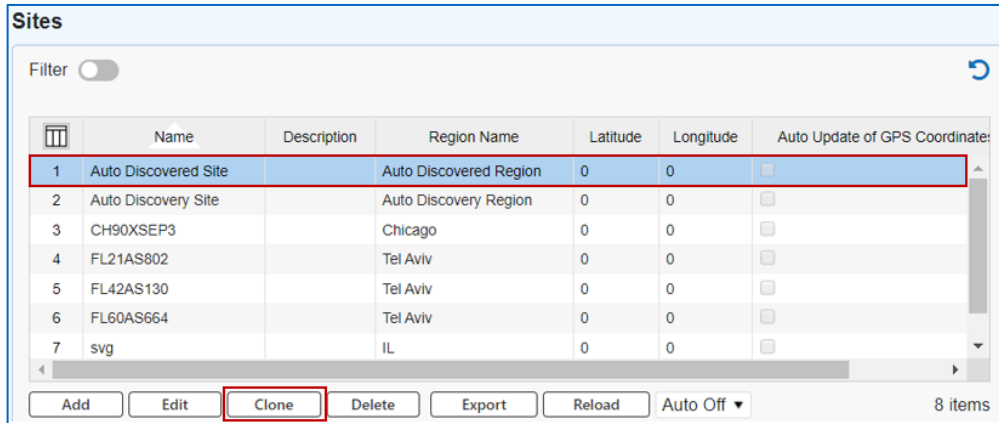 Sites
Filter
Name Description Region Name Latitude Longitude Auto Update of GPS Coordinates
1 Auto Discovered Site Auto Discovered Region 0 0
2 Auto Discovery Site Auto Discovery Region 0 0
3 CH90XSEP3 Chicago 0 0
4 FL21AS802 Tel Aviv 0 0
5 FL42AS130 Tel Aviv 0 0
6 FL60AS664 Tel Aviv 0 0
7 svg IL 0 0
Add Edit Clone Delete Export Reload Auto Off 8 items